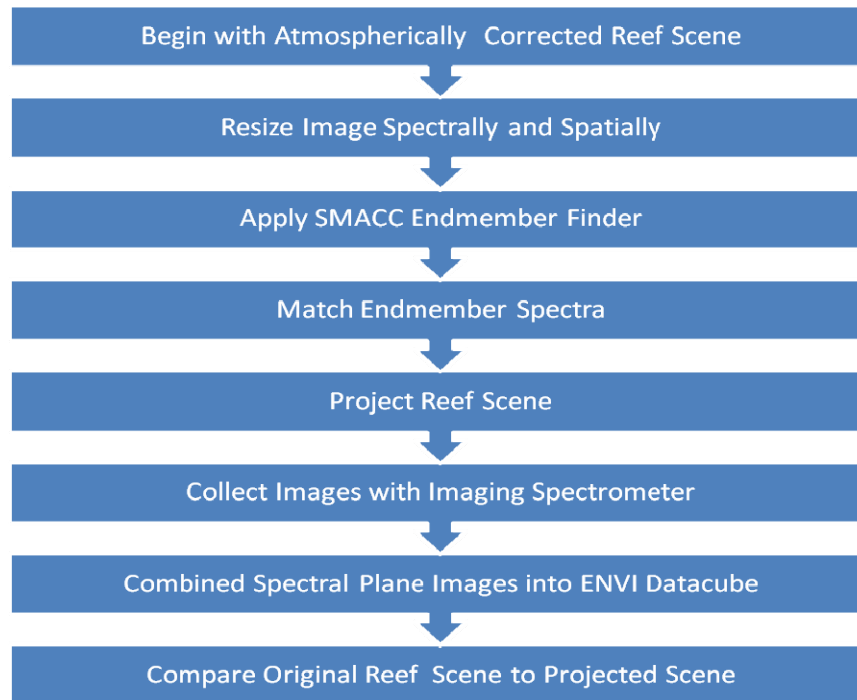 Begin with Atmospherically Corrected Reef Scene
Resize Image Spectrally and Spatially
Apply SMACC Endmember Finder
Match Endmember Spectra
Project Reef Scene
Collect Images with Imaging Spectrometer
Combined Spectral Plane Images into ENVI Datacube
Compare Original Reef Scene to Projected Scene